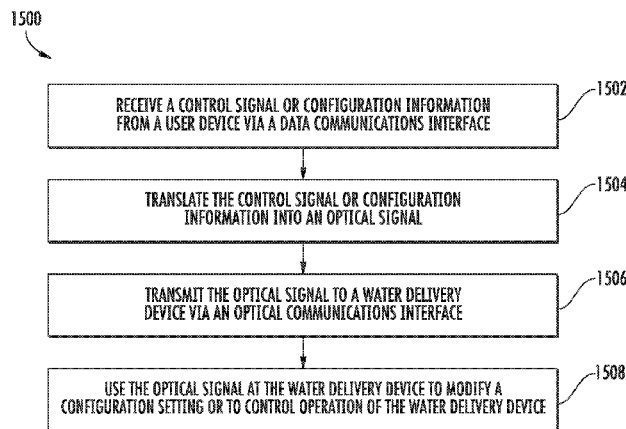 1500
RECEIVE A CONTROL SIGNAL OR CONFIGURATION INFORMATION
FROM A USER DEVICE VIA A DATA COMMUNICATIONS INTERFACE
1502
TRANSLATE THE CONTROL SIGNAL OR CONFIGURATION
INFORMATION INTO AN OPTICAL SIGNAL
1504
TRANSMIT THE OPTICAL SIGNAL TO A WATER DELIVERY
DEVICE VIA AN OPTICAL COMMUNICATIONS INTERFACE
1506
USE THE OPTICAL SIGNAL AT THE WATER DELIVERY DEVICE TO MODIFY A
CONFIGURATION SETTING OR TO CONTROL OPERATION OF THE WATER DELIVERY DEVICE
1508